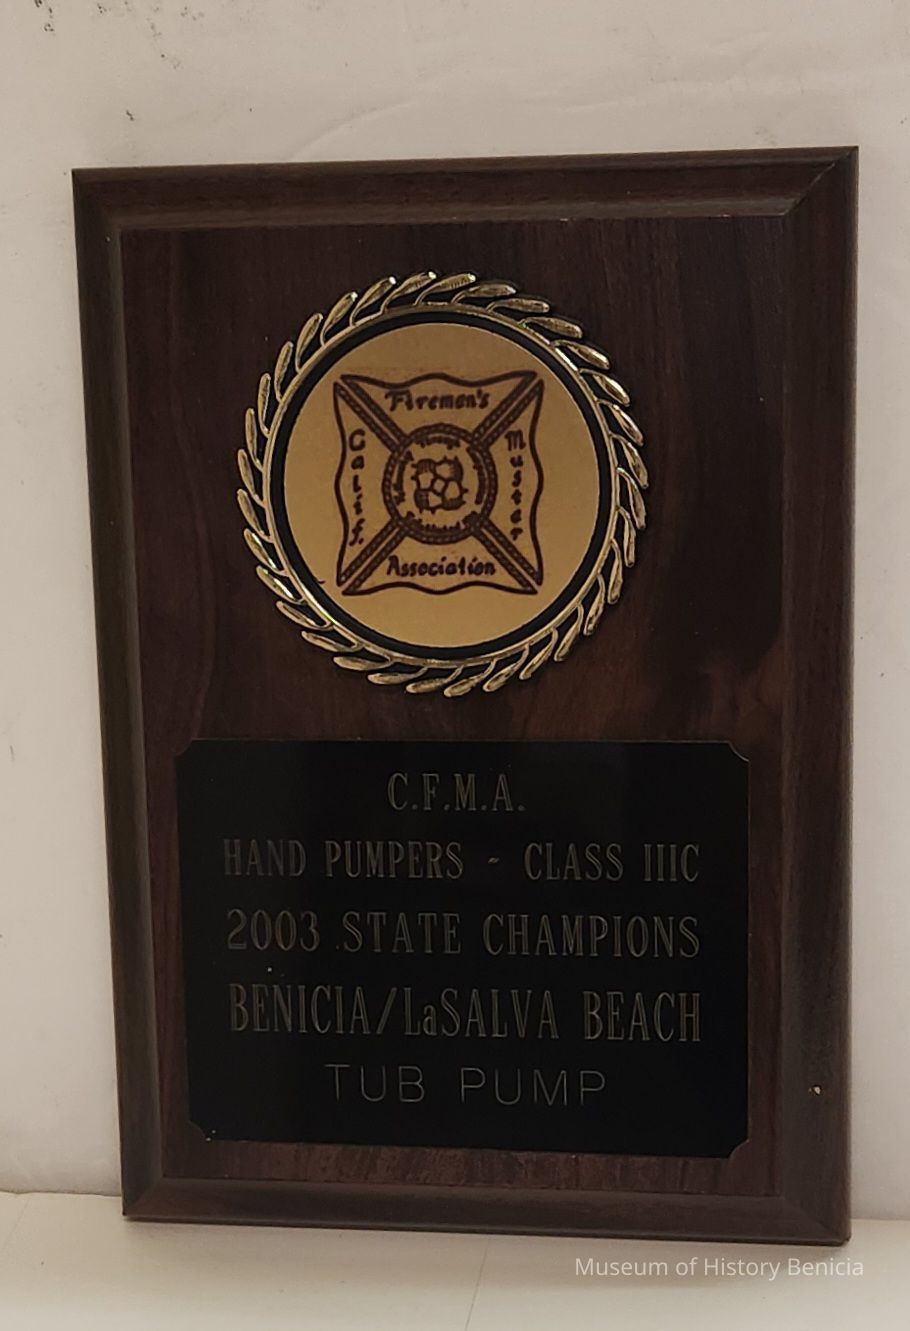 Firemen's
Calif.
Muster
Through
Association
C.F.M.A.
HAND PUMPERS - CLASS IIIC
2003 STATE CHAMPIONS
BENICIA/LaSALVA BEACH
TUB PUMP
Museum of History Benicia